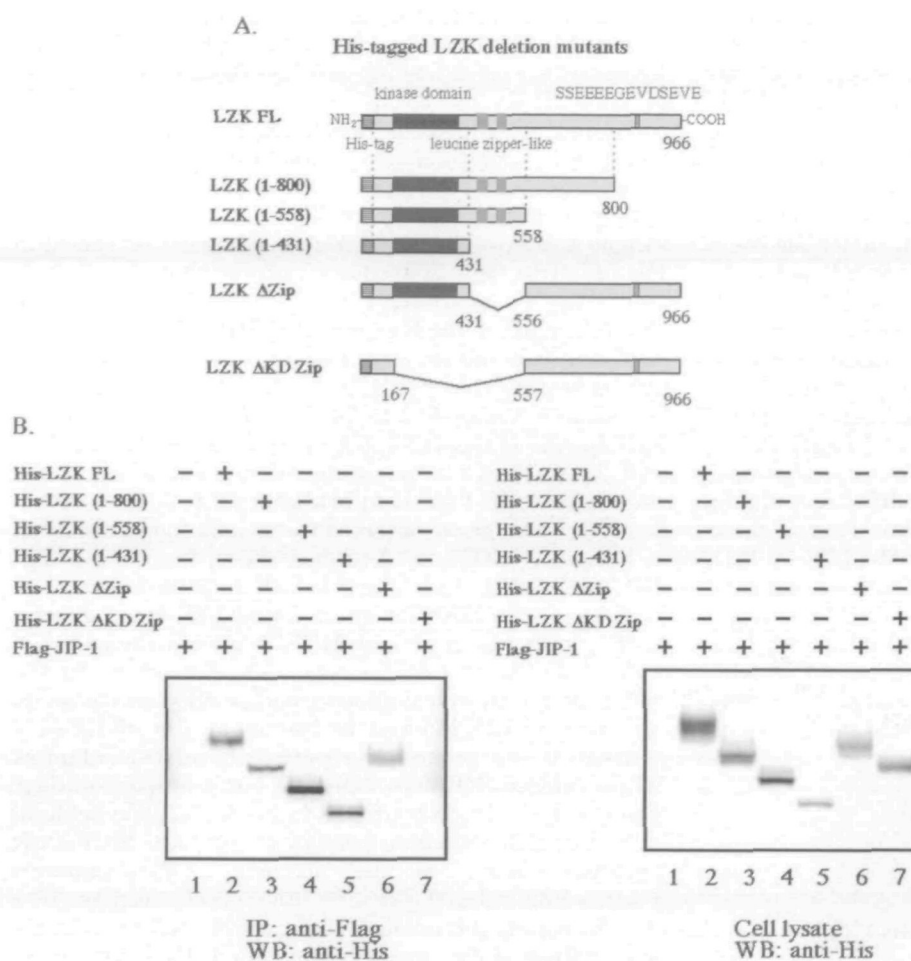 A.
His-tagged LZK deletion mutants
kinase domain SSEEEEGEVDSEVE
LZK FL NH2- -COOH
His-tag leucine zipper-like 966
LZK (1-800)
800
LZK (1-558)
558
LZK (1-431)
431
LZK ΔZip
431 556 966
LZK ΔKD Zip
167 557 966
B.
His-LZK FL − + − − − − −
His-LZK (1-800) − − + − − − −
His-LZK (1-558) − − − + − − −
His-LZK (1-431) − − − − + − −
His-LZK ΔZip − − − − − + −
His-LZK ΔKD Zip − − − − − − +
Flag-JIP-1 + + + + + + +
1 2 3 4 5 6 7
IP: anti-Flag
WB: anti-His
His-LZK FL − + − − − − −
His-LZK (1-800) − − + − − − −
His-LZK (1-558) − − − + − − −
His-LZK (1-431) − − − − + − −
His-LZK ΔZip − − − − − + −
His-LZK ΔKD Zip − − − − − − +
Flag-JIP-1 + + + + + + +
1 2 3 4 5 6 7
Cell lysate
WB: anti-His